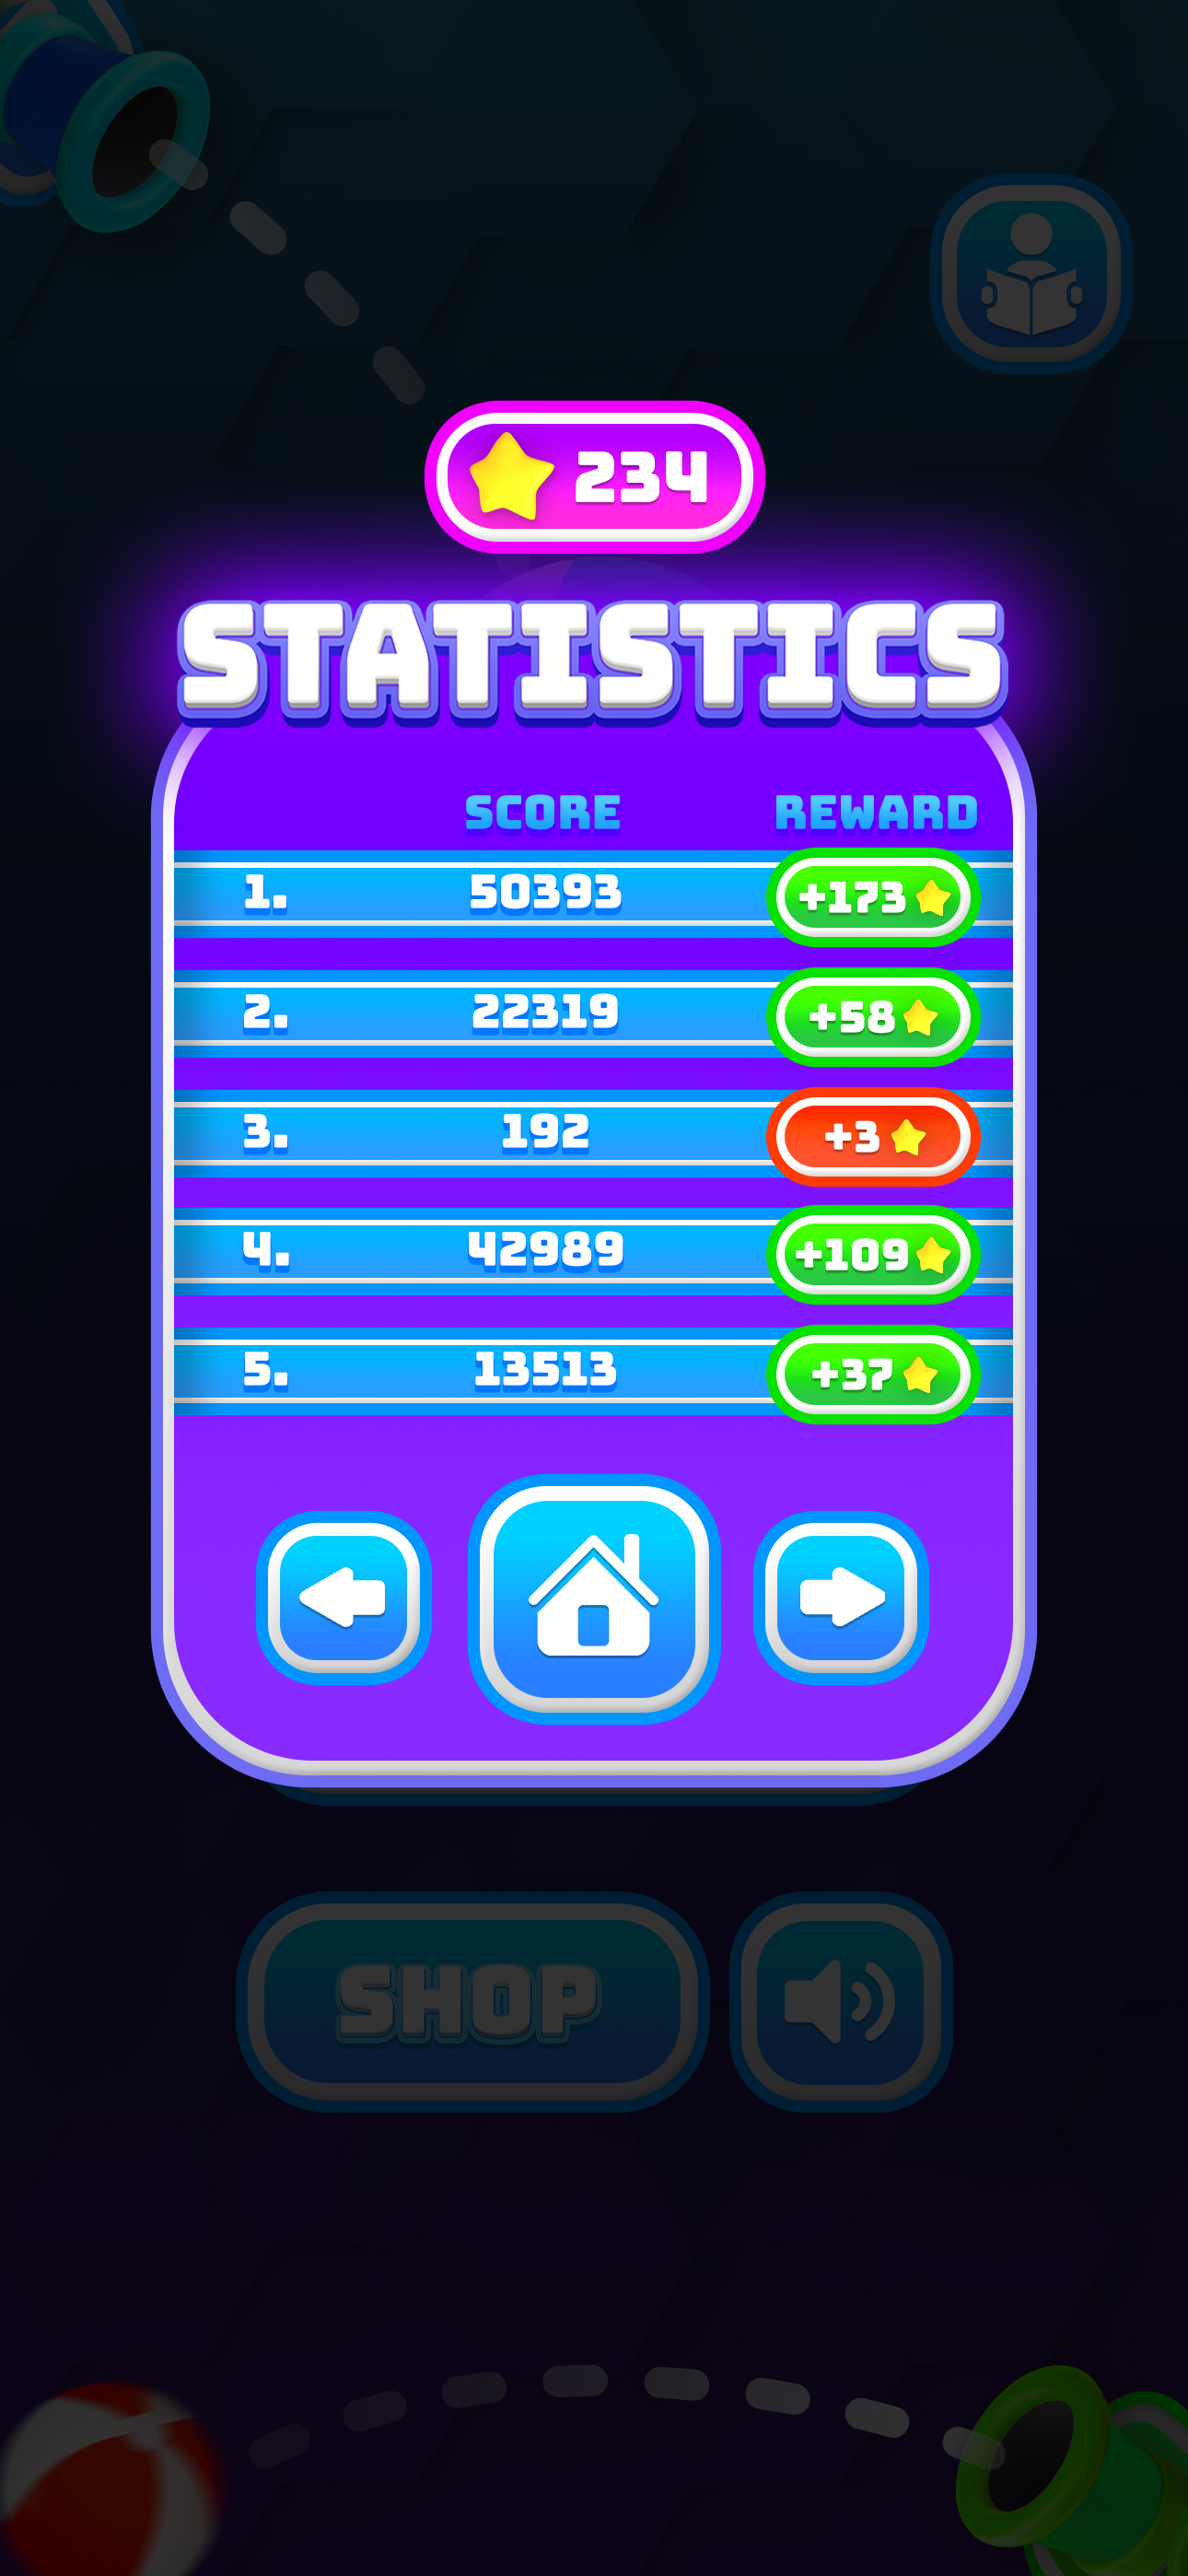 234
STATISTICS
SCORE REWARD
1. 50393 +173
2. 22319 +58
3. 192 +3
4. 42989 +109
5. 13513 +37
SHOP